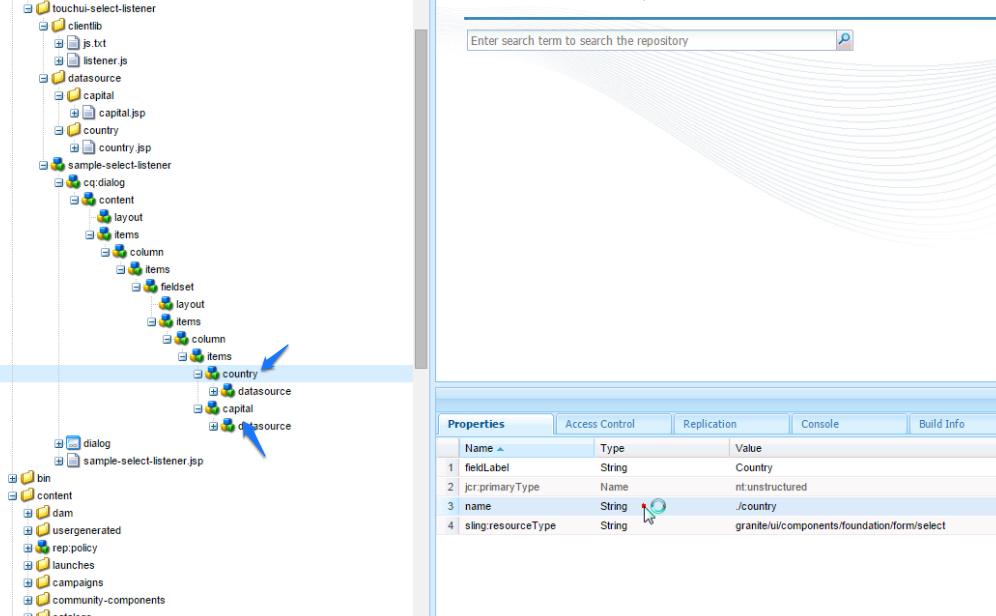 touchui-select-listener
clientlib
js.txt
listener.js
datasource
capital
capital.jsp
country
country.jsp
sample-select-listener
cq:dialog
content
layout
items
column
items
fieldset
layout
items
column
items
country
datasource
capital
datasource
dialog
sample-select-listener.jsp
bin
content
dam
usergenerated
rep:policy
launches
campaigns
community-components
Enter search term to search the repository
Properties Access Control Replication Console Build Info
Name Type Value
1 fieldLabel String Country
2 jcr:primaryType Name nt:unstructured
3 name String ./country
4 sling:resourceType String granite/ui/components/foundation/form/select